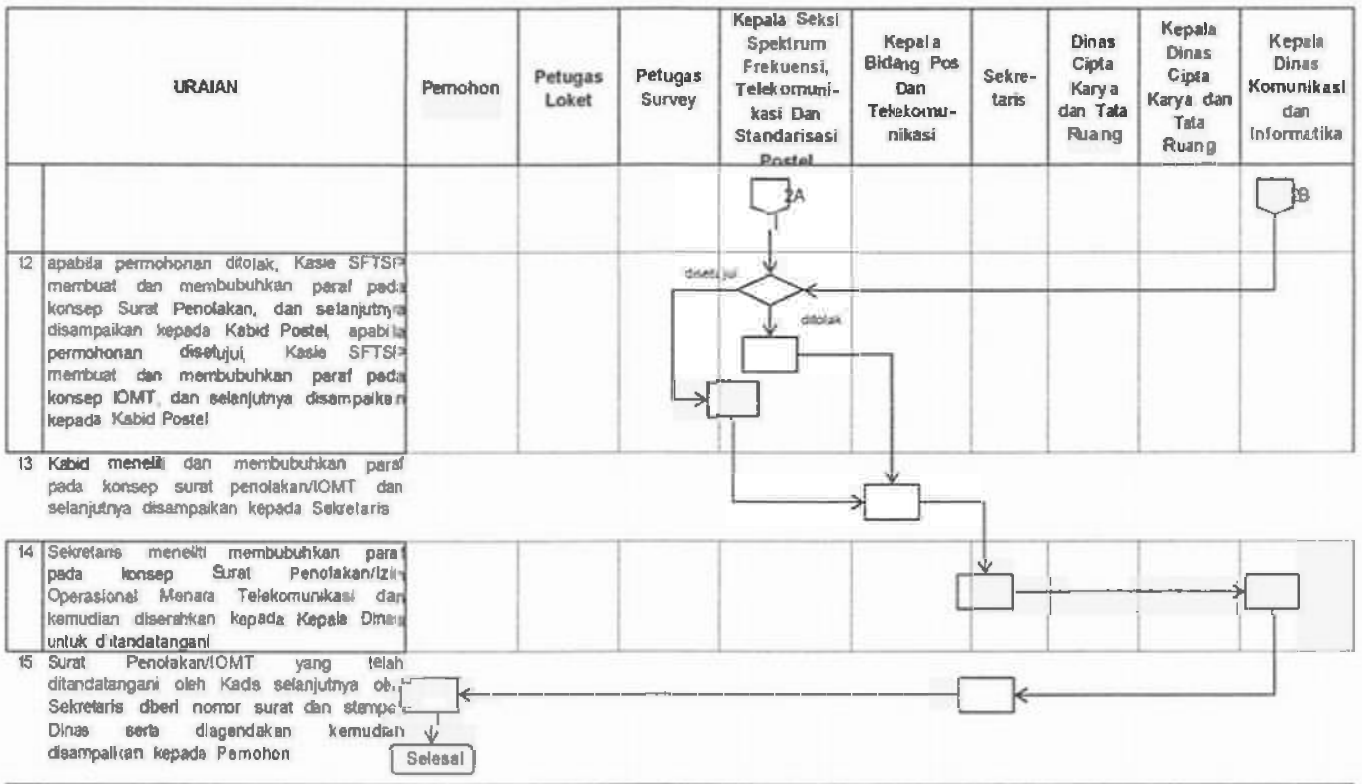 URAIAN
Pemohon
Petugas
Loket
Petugas
Survey
Kepala Seksi
Spektrum
Frekuensi,
Telekomuni-
kasi Dan
Standarisasi
Postel
Kepala
Bidang Pos
Dan
Telekomu-
nikasi
Sekre-
taris
Dinas
Cipta
Karya
dan Tata
Ruang
Kepala
Dinas
Cipta
Karya dan
Tata
Ruang
Kepala
Dinas
Komunikasi
dan
Informatika
2A
2B
12 apabila permohonan ditolak, Kasie SFTSP
membuat dan membubuhkan paraf pada
konsep Surat Penolakan, dan selanjutnya
disampaikan kepada Kabid Postel, apabila
permohonan disetujui, Kasie SFTSP
membuat dan membubuhkan paraf pada
konsep IOMT, dan selanjutnya disampaikan
kepada Kabid Postel
disetujui
ditolak
13 Kabid meneliti dan membubuhkan paraf
pada konsep surat penolakan/IOMT dan
selanjutnya disampaikan kepada Sekretaris
14 Sekretaris meneliti membubuhkan paraf
pada konsep Surat Penolakan/Izin
Operasional Menara Telekomunikasi dan
kemudian diserahkan kepada Kepala Dinas
untuk ditandatangani
15 Surat Penolakan/IOMT yang telah
ditandatangani oleh Kadis selanjutnya oleh
Sekretaris diberi nomor surat dan stempel
Dinas serta diagendakan kemudian
disampaikan kepada Pemohon
Selesai